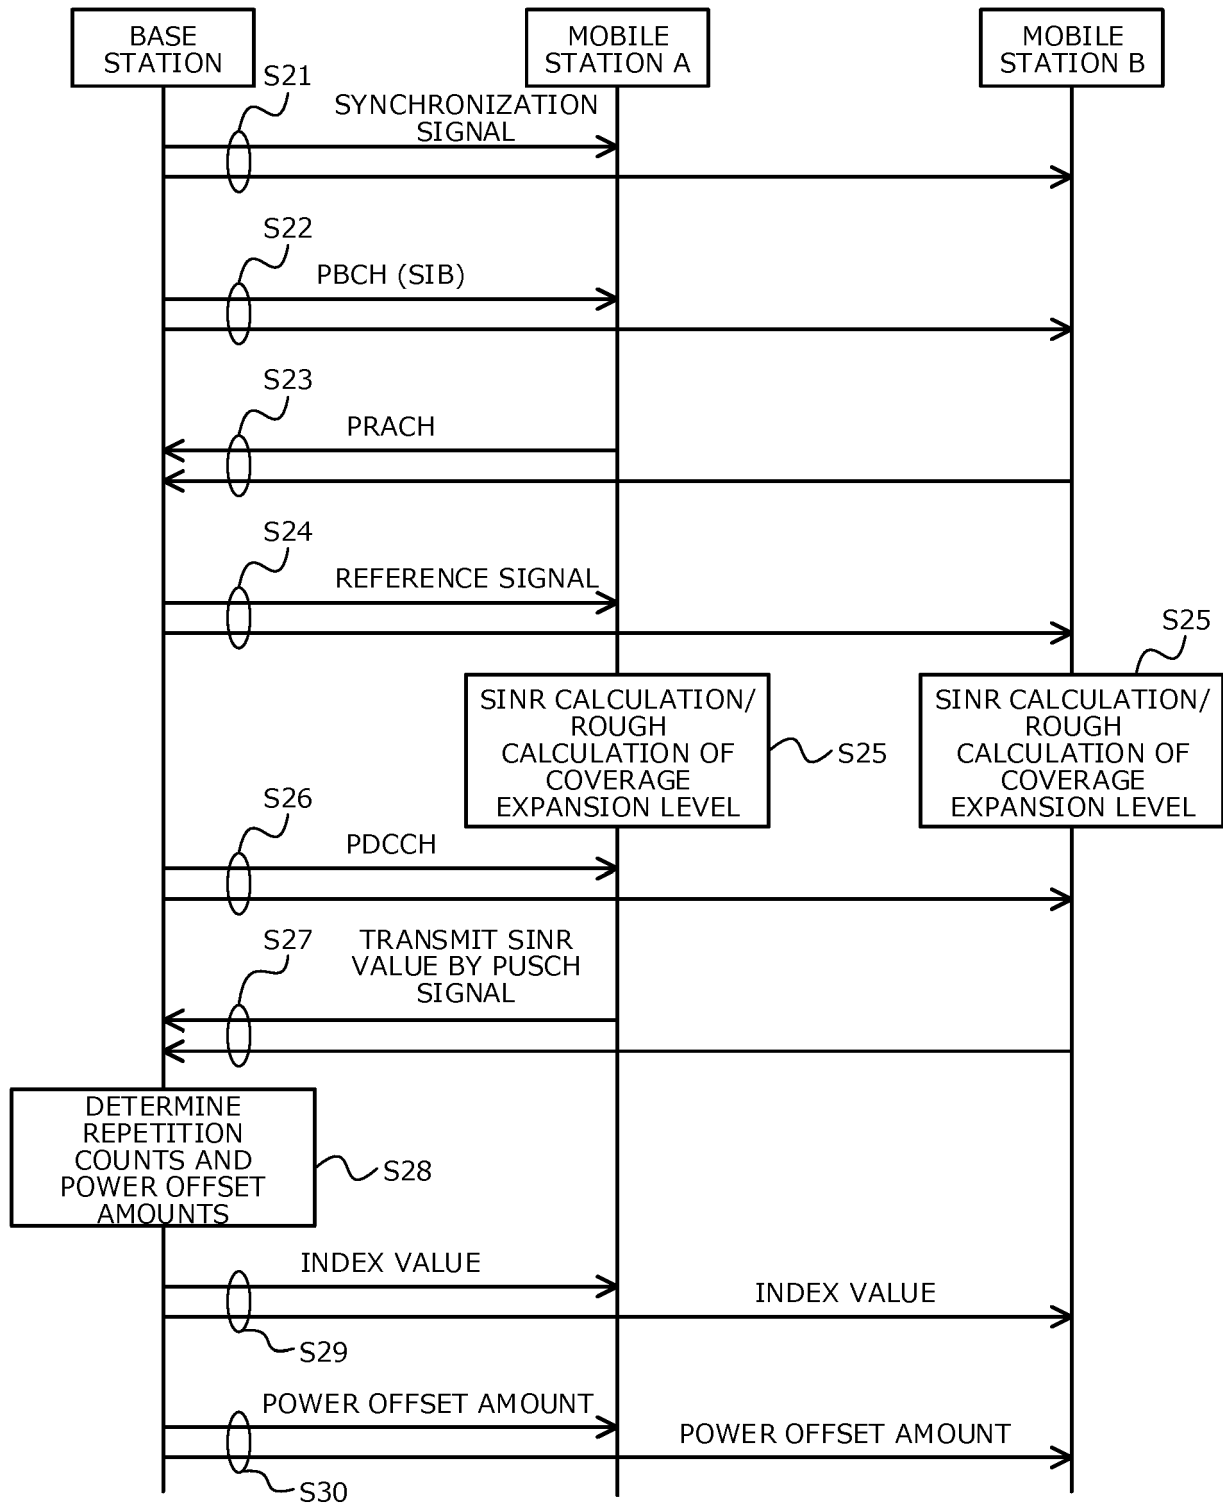 BASE
STATION
MOBILE
STATION A
MOBILE
STATION B
S21
SYNCHRONIZATION
SIGNAL
S22
PBCH (SIB)
S23
PRACH
S24
REFERENCE SIGNAL
S25
SINR CALCULATION/
ROUGH
CALCULATION OF
COVERAGE
EXPANSION LEVEL
S25
SINR CALCULATION/
ROUGH
CALCULATION OF
COVERAGE
EXPANSION LEVEL
S26
PDCCH
S27
TRANSMIT SINR
VALUE BY PUSCH
SIGNAL
DETERMINE
REPETITION
COUNTS AND
POWER OFFSET
AMOUNTS
S28
INDEX VALUE
INDEX VALUE
S29
POWER OFFSET AMOUNT
POWER OFFSET AMOUNT
S30